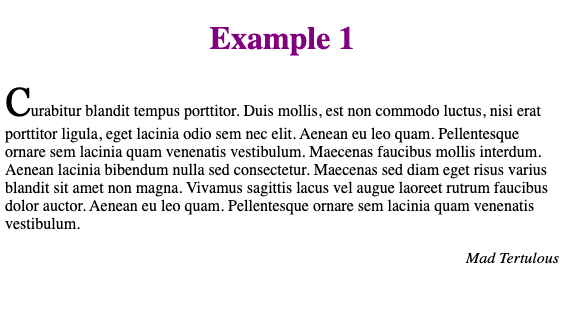 Example 1
Curabitur blandit tempus porttitor. Duis mollis, est non commodo luctus, nisi erat
porttitor ligula, eget lacinia odio sem nec elit. Aenean eu leo quam. Pellentesque
ornare sem lacinia quam venenatis vestibulum. Maecenas faucibus mollis interdum.
Aenean lacinia bibendum nulla sed consectetur. Maecenas sed diam eget risus varius
blandit sit amet non magna. Vivamus sagittis lacus vel augue laoreet rutrum faucibus
dolor auctor. Aenean eu leo quam. Pellentesque ornare sem lacinia quam venenatis
vestibulum.
Mad Tertulous